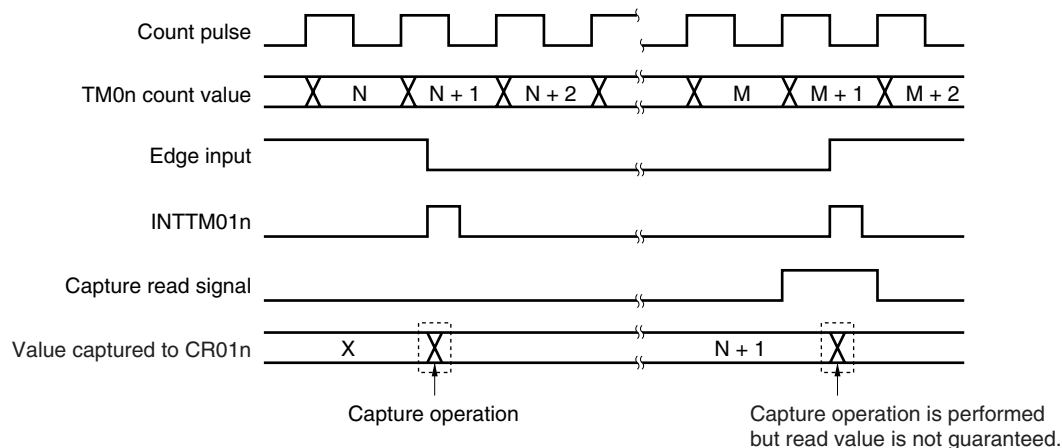 Count pulse
TM0n count value
N
N + 1
N + 2
M
M + 1
M + 2
Edge input
INTTM01n
Capture read signal
Value captured to CR01n
X
N + 1
Capture operation
Capture operation is performed
but read value is not guaranteed.